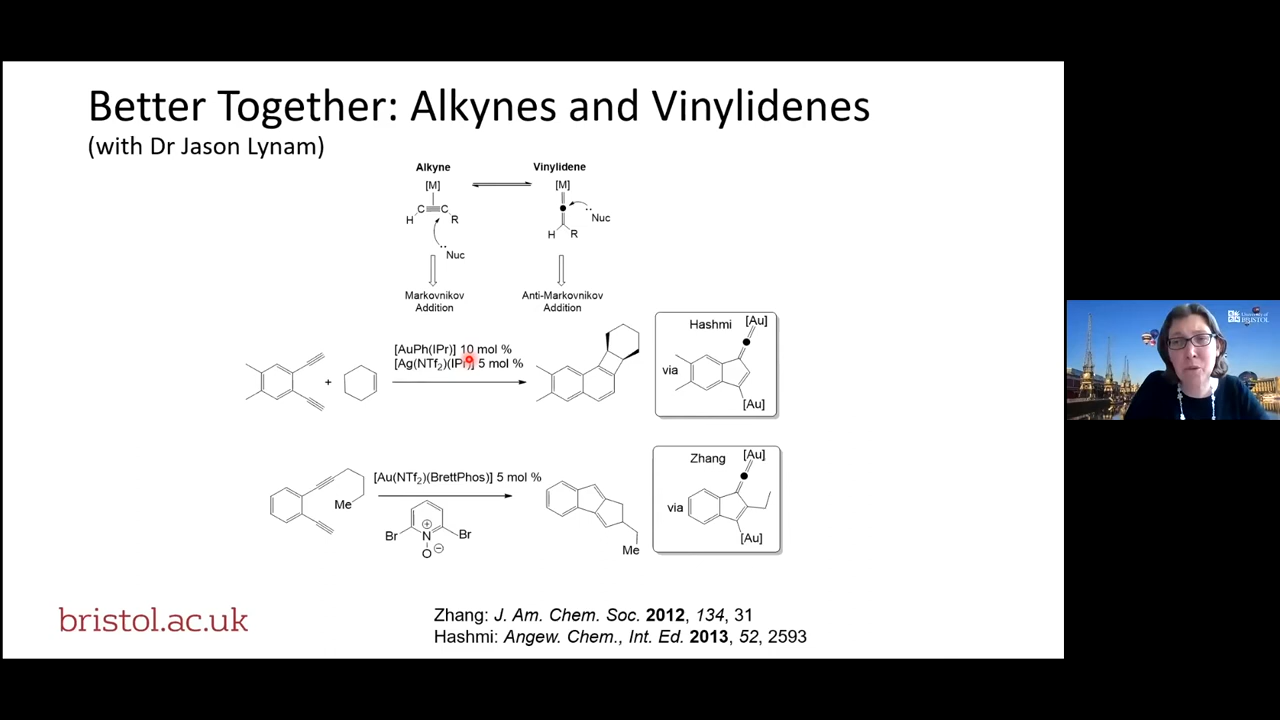 Better Together: Alkynes and Vinylidenes
(with Dr Jason Lynam)
Alkyne
Vinylidene
[M]
[M]
C C
H R
Nuc
H R
Nuc
Markovnikov
Addition
Anti-Markovnikov
Addition
[AuPh(IPr)] 10 mol %
[Ag(NTf₂)(IPr)] 5 mol %
+
Hashmi
[Au]
via
[Au]
Me
[Au(NTf₂)(BrettPhos)] 5 mol %
Br N+ Br
O−
Me
Zhang
[Au]
via
[Au]
bristol.ac.uk
Zhang: J. Am. Chem. Soc. 2012, 134, 31
Hashmi: Angew. Chem., Int. Ed. 2013, 52, 2593
University of
BRISTOL